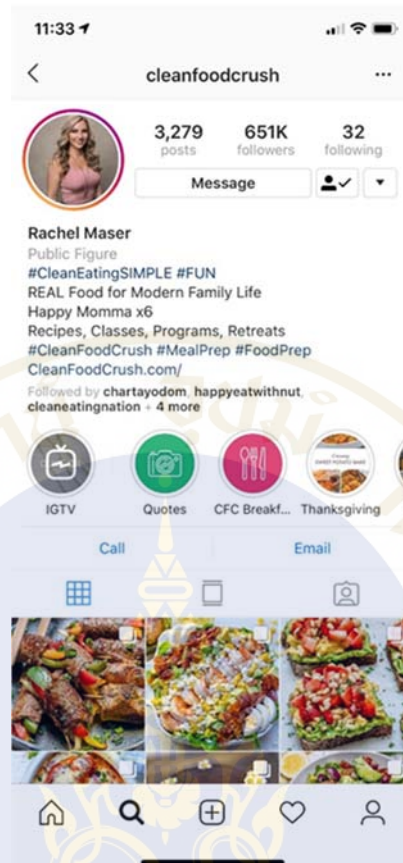 11:33
cleanfoodcrush
3,279 651K 32
posts followers following
Message
Rachel Maser
Public Figure
#CleanEatingSIMPLE #FUN
REAL Food for Modern Family Life
Happy Momma x6
Recipes, Classes, Programs, Retreats
#CleanFoodCrush #MealPrep #FoodPrep
CleanFoodCrush.com/
Followed by chartayodom, happyeatwithnut,
cleaneatingnation + 4 more
IGTV Quotes CFC Breakf... Thanksgiving
Call Email